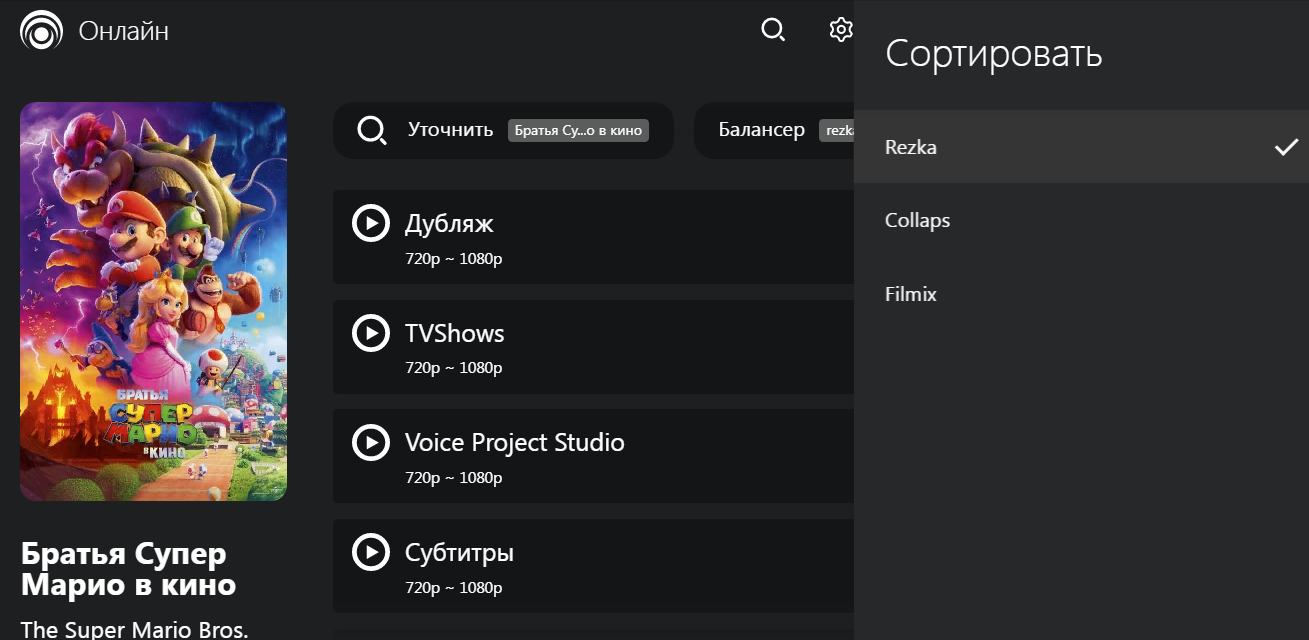 Онлайн
Сортировать
Уточнить
Братья Су...о в кино
Балансер
rezk
Rezka
Collaps
Filmix
Дубляж
720p ~ 1080p
TVShows
720p ~ 1080p
Voice Project Studio
720p ~ 1080p
Субтитры
720p ~ 1080p
БРАТЬЯ
СУПЕР
МАРИО
В КИНО
Братья Супер
Марио в кино
The Super Mario Bros.